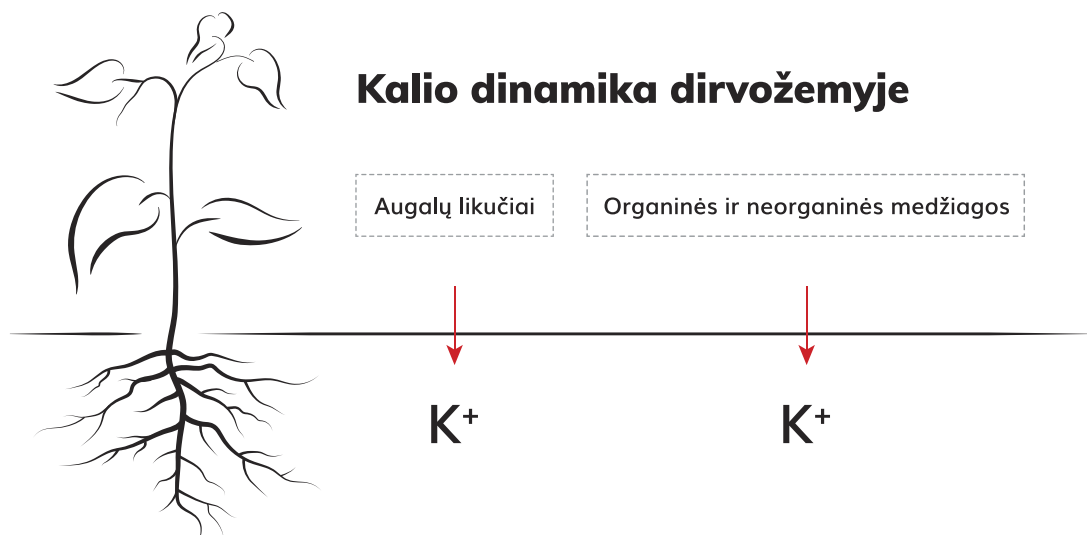 Kalio dinamika dirvožemyje
Augalų likučiai
Organinės ir neorganinės medžiagos
K⁺
K⁺